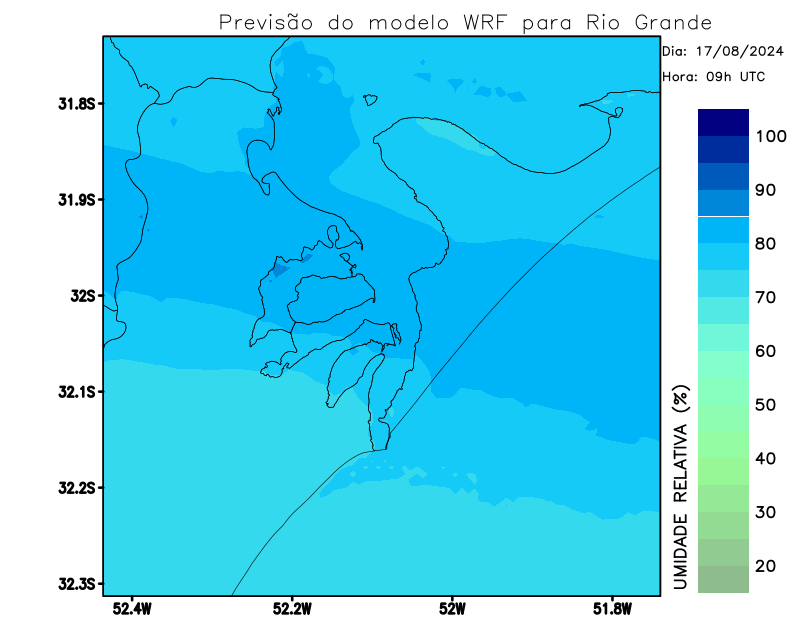 Previsão do modelo WRF para Rio Grande
Dia: 17/08/2024
Hora: 09h UTC
31.8S
31.9S
32S
32.1S
32.2S
32.3S
52.4W
52.2W
52W
51.8W
100
90
80
70
60
50
40
30
20
UMIDADE RELATIVA (%)